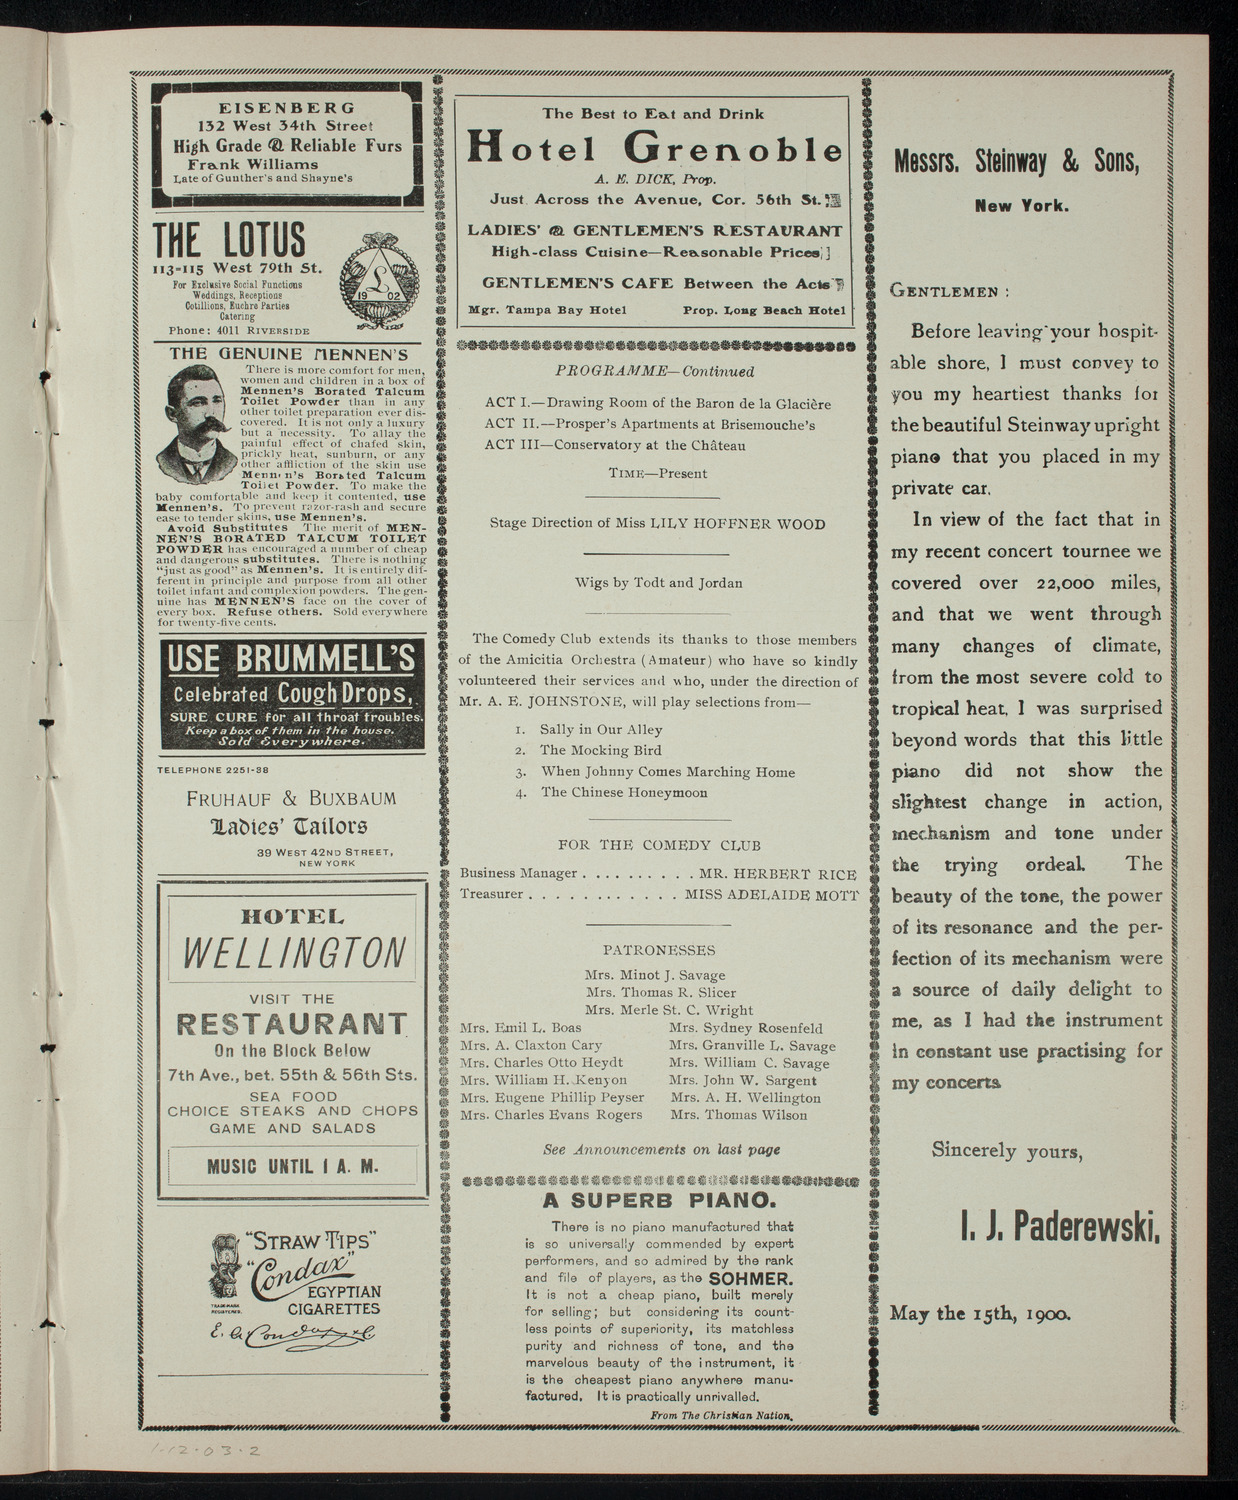 EISENBERG
132 West 34th Street
High Grade & Reliable Furs
Frank Williams
Late of Gunther's and Shayne's
THE LOTUS
113-115 West 79th St.
For Exclusive Social Functions
Weddings, Receptions
Cotillions, Euchre Parties
Catering
Phone: 4011 RIVERSIDE
L
19 02
THE GENUINE MENNEN'S
There is more comfort for men,
women and children in a box of
Mennen's Borated Talcum
Toilet Powder than in any
other toilet preparation ever dis-
covered. It is not only a luxury
but a necessity. To allay the
painful effect of chafed skin,
prickly heat, sunburn, or any
other affliction of the skin use
Mennen's Borated Talcum
Toilet Powder. To make the
baby comfortable and keep it contented, use
Mennen's. To prevent razor-rash and secure
ease to tender skins, use Mennen's.
Avoid Substitutes The merit of MEN-
NEN'S BORATED TALCUM TOILET
POWDER has encouraged a number of cheap
and dangerous substitutes. There is nothing
"just as good" as Mennen's. It is entirely dif-
ferent in principle and purpose from all other
toilet infant and complexion powders. The gen-
uine has MENNEN'S face on the cover of
every box. Refuse others. Sold everywhere
for twenty-five cents.
USE BRUMMELL'S
Celebrated Cough Drops,
SURE CURE for all throat troubles.
Keep a box of them in the house.
Sold Everywhere.
TELEPHONE 2251-38
FRUHAUF & BUXBAUM
Ladies' Tailors
39 WEST 42ND STREET,
NEW YORK
HOTEL
WELLINGTON
VISIT THE
RESTAURANT
On the Block Below
7th Ave., bet. 55th & 56th Sts.
SEA FOOD
CHOICE STEAKS AND CHOPS
GAME AND SALADS
MUSIC UNTIL 1 A. M.
"STRAW TIPS"
"Condax"
EGYPTIAN
CIGARETTES
TRADE-MARK
REGISTERED.
E. A. Condax & Co
The Best to Eat and Drink
Hotel Grenoble
A. E. DICK, Prop.
Just Across the Avenue, Cor. 56th St.
LADIES' & GENTLEMEN'S RESTAURANT
High-class Cuisine—Reasonable Prices
GENTLEMEN'S CAFE Between the Acts
Mgr. Tampa Bay Hotel Prop. Long Beach Hotel
PROGRAMME—Continued
ACT I.—Drawing Room of the Baron de la Glacière
ACT II.—Prosper's Apartments at Brisemouche's
ACT III—Conservatory at the Château
TIME—Present
Stage Direction of Miss LILY HOFFNER WOOD
Wigs by Todt and Jordan
The Comedy Club extends its thanks to those members
of the Amicitia Orchestra (Amateur) who have so kindly
volunteered their services and who, under the direction of
Mr. A. E. JOHNSTONE, will play selections from—
1. Sally in Our Alley
2. The Mocking Bird
3. When Johnny Comes Marching Home
4. The Chinese Honeymoon
FOR THE COMEDY CLUB
Business Manager . . . . . . . . . . MR. HERBERT RICE
Treasurer . . . . . . . . . . . . MISS ADELAIDE MOTT
PATRONESSES
Mrs. Minot J. Savage
Mrs. Thomas R. Slicer
Mrs. Merle St. C. Wright
Mrs. Emil L. Boas Mrs. Sydney Rosenfeld
Mrs. A. Claxton Cary Mrs. Granville L. Savage
Mrs. Charles Otto Heydt Mrs. William C. Savage
Mrs. William H. Kenyon Mrs. John W. Sargent
Mrs. Eugene Phillip Peyser Mrs. A. H. Wellington
Mrs. Charles Evans Rogers Mrs. Thomas Wilson
See Announcements on last page
A SUPERB PIANO.
There is no piano manufactured that
is so universally commended by expert
performers, and so admired by the rank
and file of players, as the SOHMER.
It is not a cheap piano, built merely
for selling; but considering its count-
less points of superiority, its matchless
purity and richness of tone, and the
marvelous beauty of the instrument, it
is the cheapest piano anywhere manu-
factured. It is practically unrivalled.
From The Christian Nation.
Messrs. Steinway & Sons,
New York.
GENTLEMEN :
Before leaving your hospit-
able shore, I must convey to
you my heartiest thanks for
the beautiful Steinway upright
piano that you placed in my
private car.
In view of the fact that in
my recent concert tournee we
covered over 22,000 miles,
and that we went through
many changes of climate,
from the most severe cold to
tropical heat, I was surprised
beyond words that this little
piano did not show the
slightest change in action,
mechanism and tone under
the trying ordeal. The
beauty of the tone, the power
of its resonance and the per-
fection of its mechanism were
a source of daily delight to
me, as I had the instrument
in constant use practising for
my concerts
Sincerely yours,
I. J. Paderewski.
May the 15th, 1900.
1-12-03-2